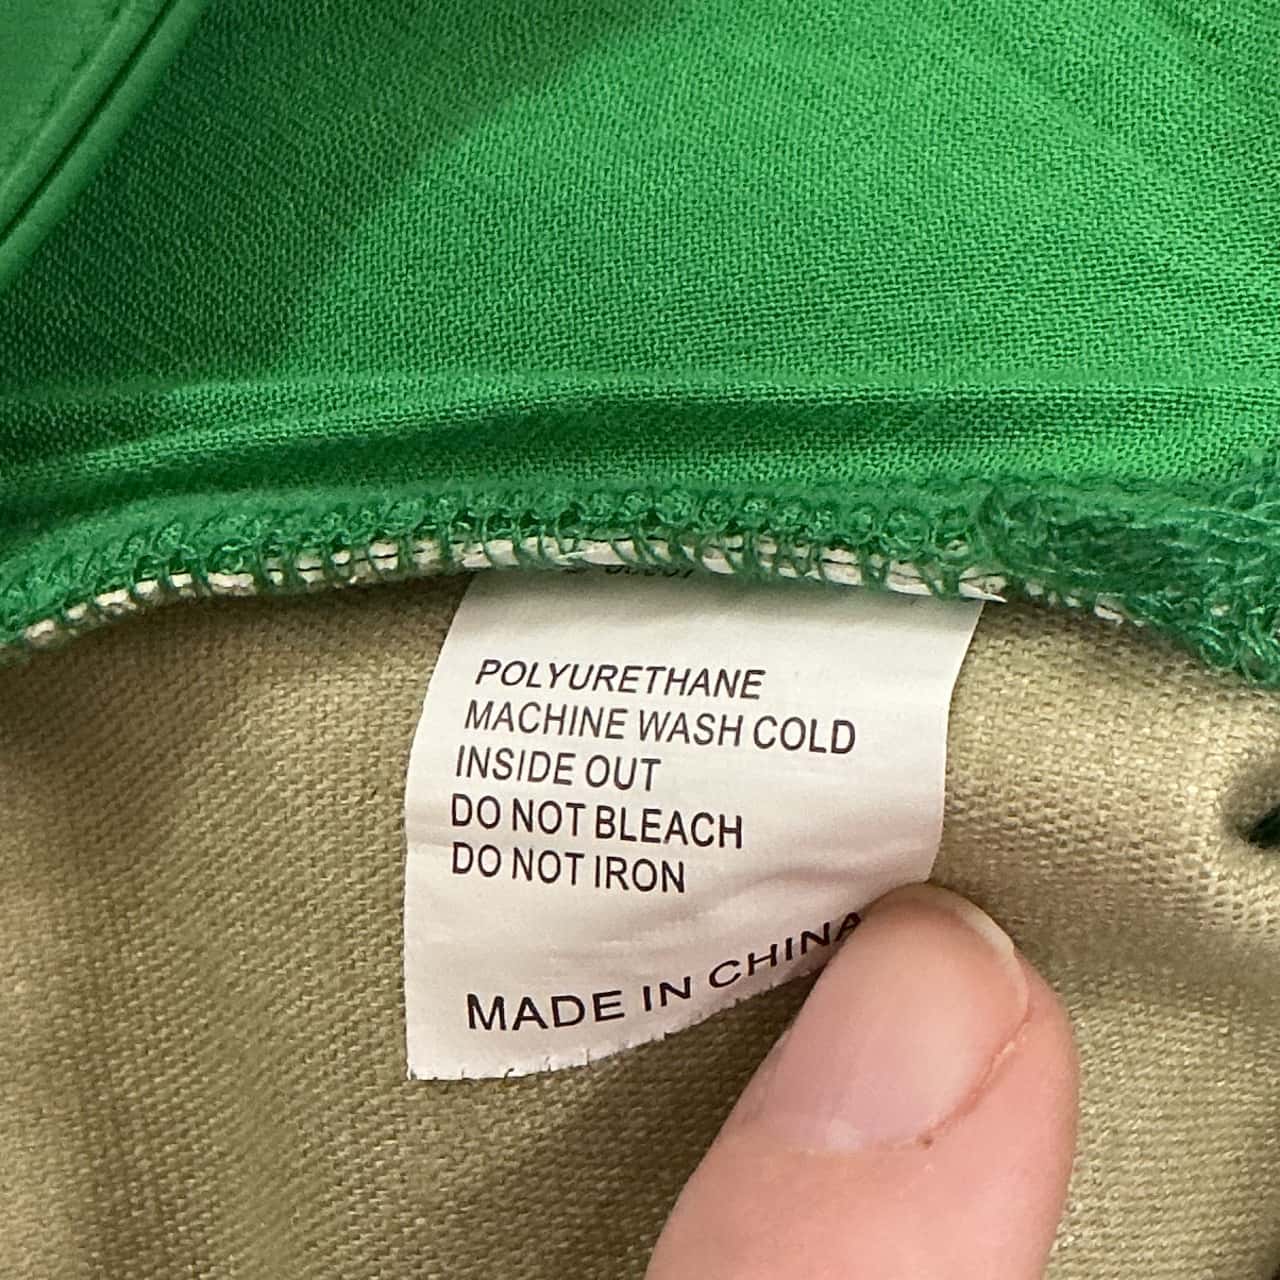 POLYURETHANE
MACHINE WASH COLD
INSIDE OUT
DO NOT BLEACH
DO NOT IRON
MADE IN CHINA